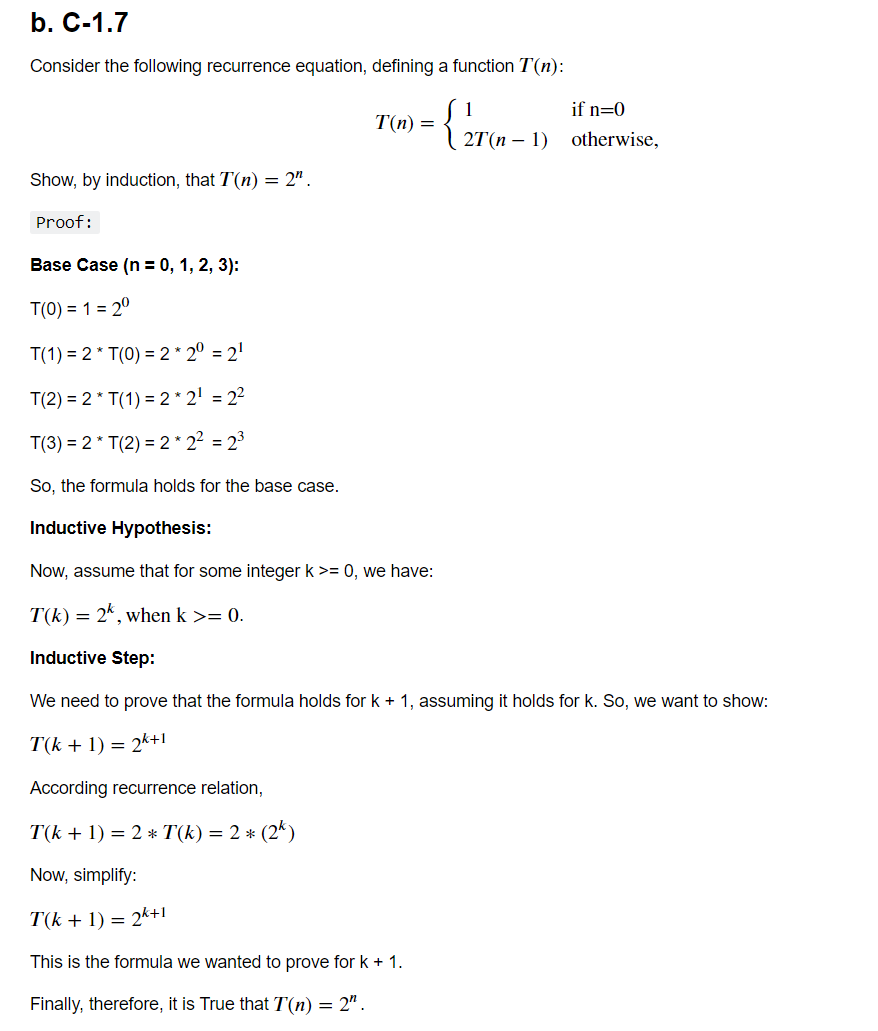 b. C-1.7
Consider the following recurrence equation, defining a function T(n):
T(n) = { 1 if n=0
2T(n − 1) otherwise,
Show, by induction, that T(n) = 2ⁿ.
Proof:
Base Case (n = 0, 1, 2, 3):
T(0) = 1 = 2⁰
T(1) = 2 * T(0) = 2 * 2⁰ = 2¹
T(2) = 2 * T(1) = 2 * 2¹ = 2²
T(3) = 2 * T(2) = 2 * 2² = 2³
So, the formula holds for the base case.
Inductive Hypothesis:
Now, assume that for some integer k >= 0, we have:
T(k) = 2ᵏ, when k >= 0.
Inductive Step:
We need to prove that the formula holds for k + 1, assuming it holds for k. So, we want to show:
T(k + 1) = 2ᵏ⁺¹
According recurrence relation,
T(k + 1) = 2 * T(k) = 2 * (2ᵏ)
Now, simplify:
T(k + 1) = 2ᵏ⁺¹
This is the formula we wanted to prove for k + 1.
Finally, therefore, it is True that T(n) = 2ⁿ.